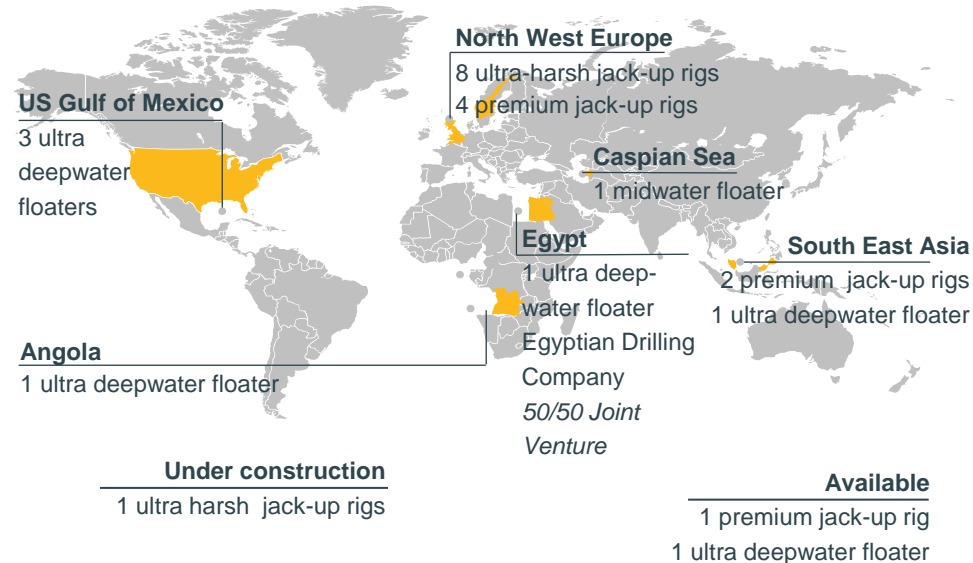 North West Europe
8 ultra-harsh jack-up rigs
4 premium jack-up rigs
US Gulf of Mexico
3 ultra
deepwater
floaters
Caspian Sea
1 midwater floater
Egypt
1 ultra deep-
water floater
Egyptian Drilling
Company
50/50 Joint
Venture
South East Asia
2 premium jack-up rigs
1 ultra deepwater floater
Angola
1 ultra deepwater floater
Under construction
1 ultra harsh jack-up rigs
Available
1 premium jack-up rig
1 ultra deepwater floater